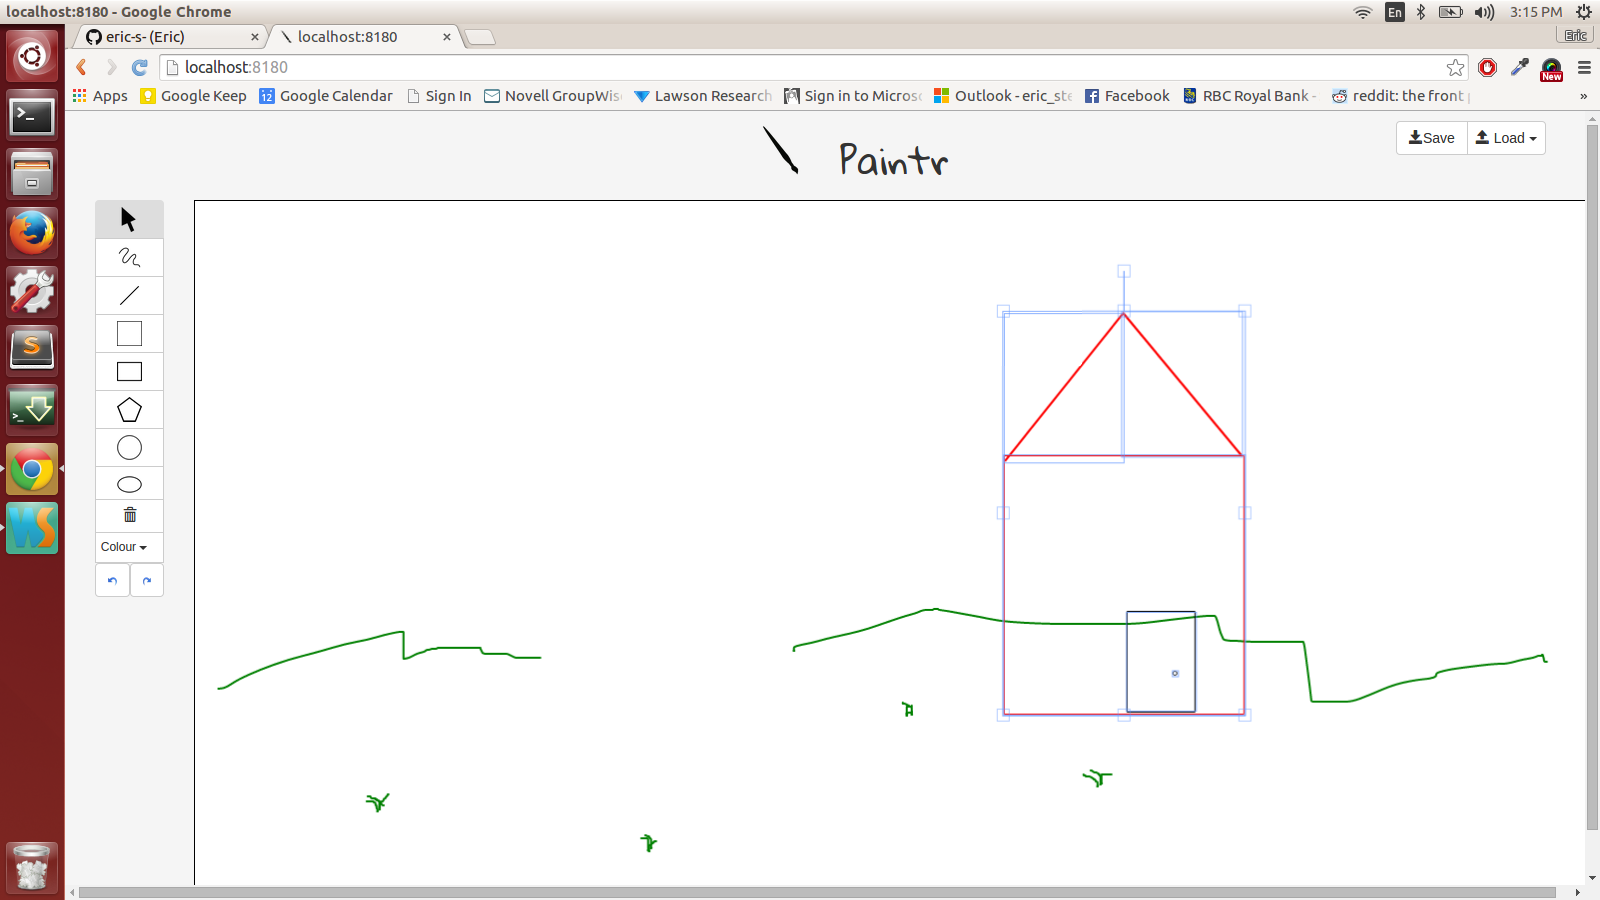 localhost:8180 - Google Chrome
En
3:15 PM
eric-s- (Eric)
localhost:8180
Eric
localhost:8180
New
Apps
Google Keep
12
Google Calendar
Sign In
Novell GroupWis
Lawson Research
Sign in to Micros
Outlook - eric_ste
Facebook
RBC Royal Bank -
reddit: the front
»
Paintr
Save
Load
Colour